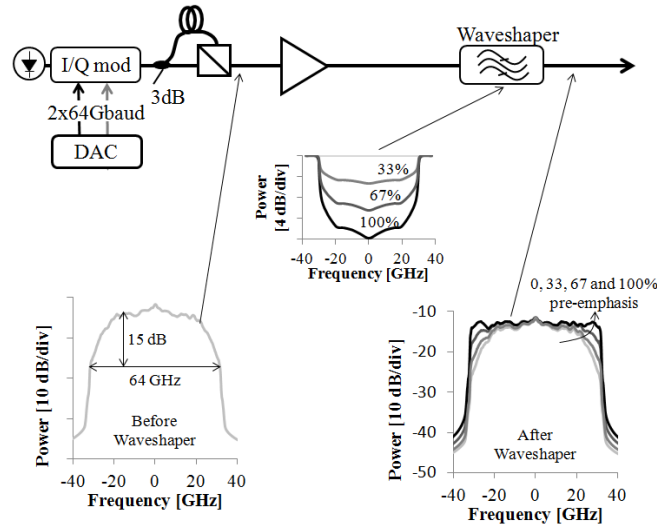 Waveshaper
I/Q mod
3dB
2x64Gbaud
DAC
Power
[4 dB/div]
33%
67%
100%
-40 -20 0 20 40
Frequency [GHz]
0, 33, 67 and 100%
pre-emphasis
Power [10 dB/div]
15 dB
64 GHz
Before
Waveshaper
-40 -20 0 20 40
Frequency [GHz]
Power [10 dB/div]
-10
-20
-30
-40
-50
After
Waveshaper
-40 -20 0 20 40
Frequency [GHz]